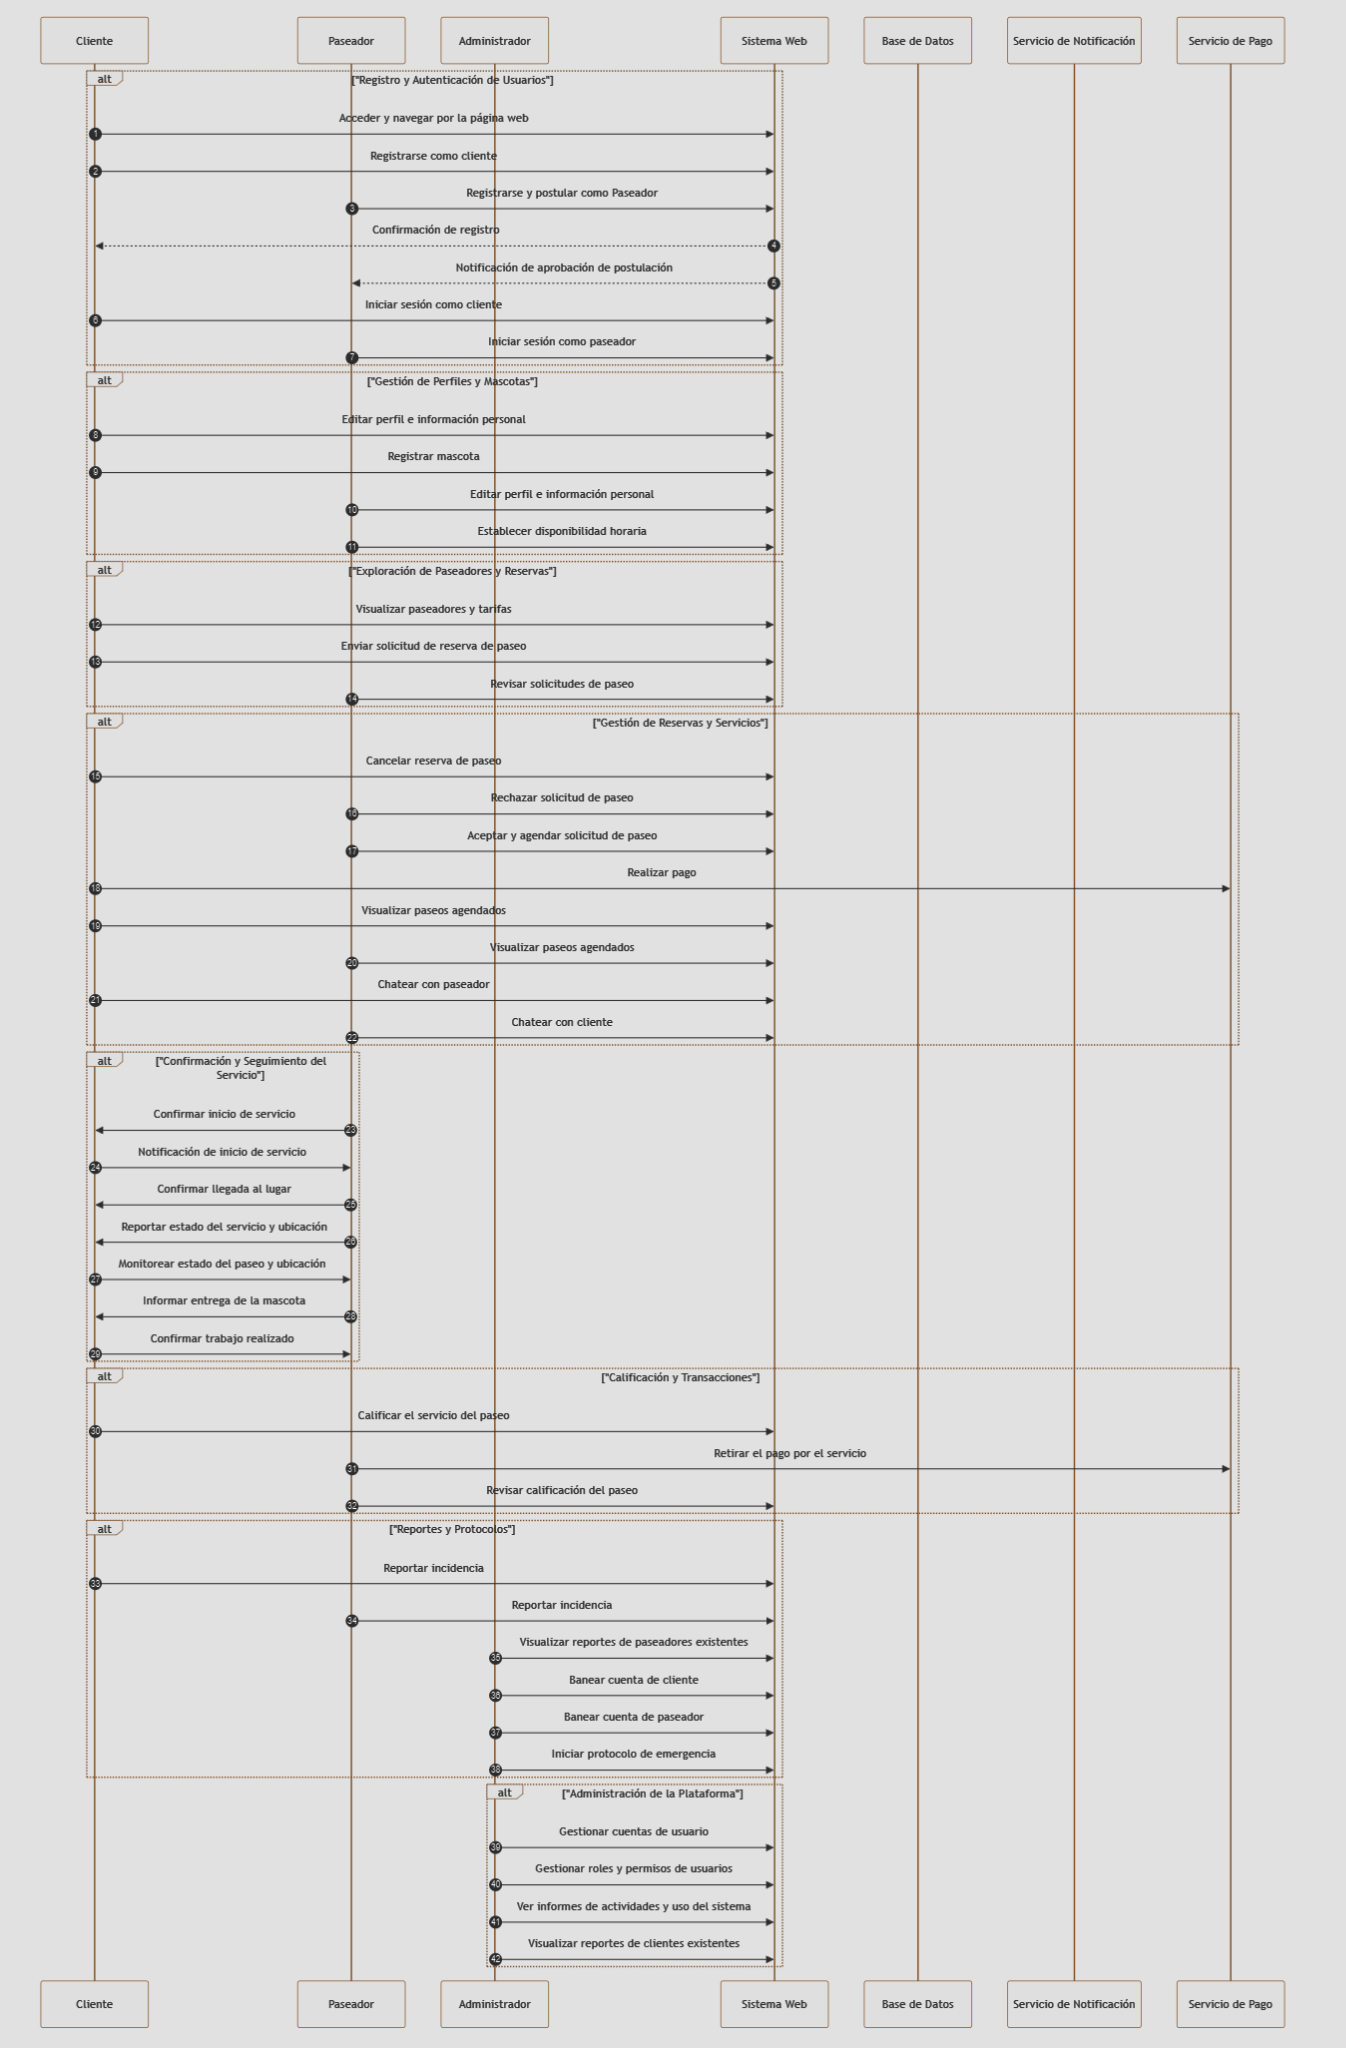 Cliente
Paseador
Administrador
Sistema Web
Base de Datos
Servicio de Notificación
Servicio de Pago
alt
["Registro y Autenticación de Usuarios"]
Acceder y navegar por la página web
1
Registrarse como cliente
2
Registrarse y postular como Paseador
3
Confirmación de registro
4
Notificación de aprobación de postulación
5
Iniciar sesión como cliente
6
Iniciar sesión como paseador
7
alt
["Gestión de Perfiles y Mascotas"]
Editar perfil e información personal
8
Registrar mascota
9
Editar perfil e información personal
10
Establecer disponibilidad horaria
11
alt
["Exploración de Paseadores y Reservas"]
Visualizar paseadores y tarifas
12
Enviar solicitud de reserva de paseo
13
Revisar solicitudes de paseo
14
alt
["Gestión de Reservas y Servicios"]
Cancelar reserva de paseo
15
Rechazar solicitud de paseo
16
Aceptar y agendar solicitud de paseo
17
Realizar pago
18
Visualizar paseos agendados
19
Visualizar paseos agendados
20
Chatear con paseador
21
Chatear con cliente
22
alt
["Confirmación y Seguimiento del
Servicio"]
Confirmar inicio de servicio
23
Notificación de inicio de servicio
24
Confirmar llegada al lugar
25
Reportar estado del servicio y ubicación
26
Monitorear estado del paseo y ubicación
27
Informar entrega de la mascota
28
Confirmar trabajo realizado
29
alt
["Calificación y Transacciones"]
Calificar el servicio del paseo
30
Retirar el pago por el servicio
31
Revisar calificación del paseo
32
alt
["Reportes y Protocolos"]
Reportar incidencia
33
Reportar incidencia
34
Visualizar reportes de paseadores existentes
35
Banear cuenta de cliente
36
Banear cuenta de paseador
37
Iniciar protocolo de emergencia
38
alt
["Administración de la Plataforma"]
Gestionar cuentas de usuario
39
Gestionar roles y permisos de usuarios
40
Ver informes de actividades y uso del sistema
41
Visualizar reportes de clientes existentes
42
Cliente
Paseador
Administrador
Sistema Web
Base de Datos
Servicio de Notificación
Servicio de Pago